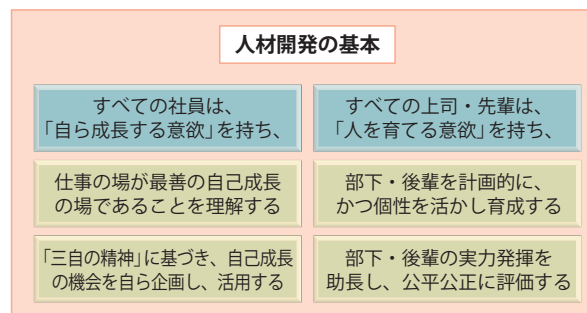 人材開発の基本
すべての社員は、
「自ら成長する意欲」を持ち、
仕事の場が最善の自己成長
の場であることを理解する
「三自の精神」に基づき、自己成長
の機会を自ら企画し、活用する
すべての上司・先輩は、
「人を育てる意欲」を持ち、
部下・後輩を計画的に、
かつ個性を活かし育成する
部下・後輩の実力発揮を
助長し、公平公正に評価する